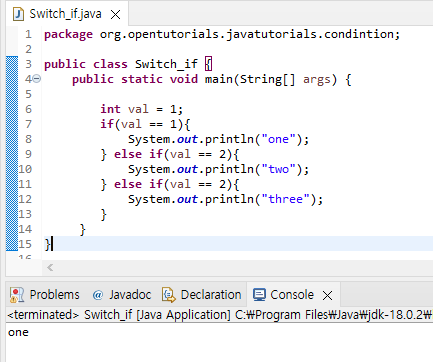 Switch_if.java
1 package org.opentutorials.javatutorials.condintion;
2
3 public class Switch_if {
4 public static void main(String[] args) {
5
6 int val = 1;
7 if(val == 1){
8 System.out.println("one");
9 } else if(val == 2){
10 System.out.println("two");
11 } else if(val == 2){
12 System.out.println("three");
13 }
14 }
15 }
16
Problems @ Javadoc Declaration Console
<terminated> Switch_if [Java Application] C:₩Program Files₩Java₩jdk-18.0.2₩
one